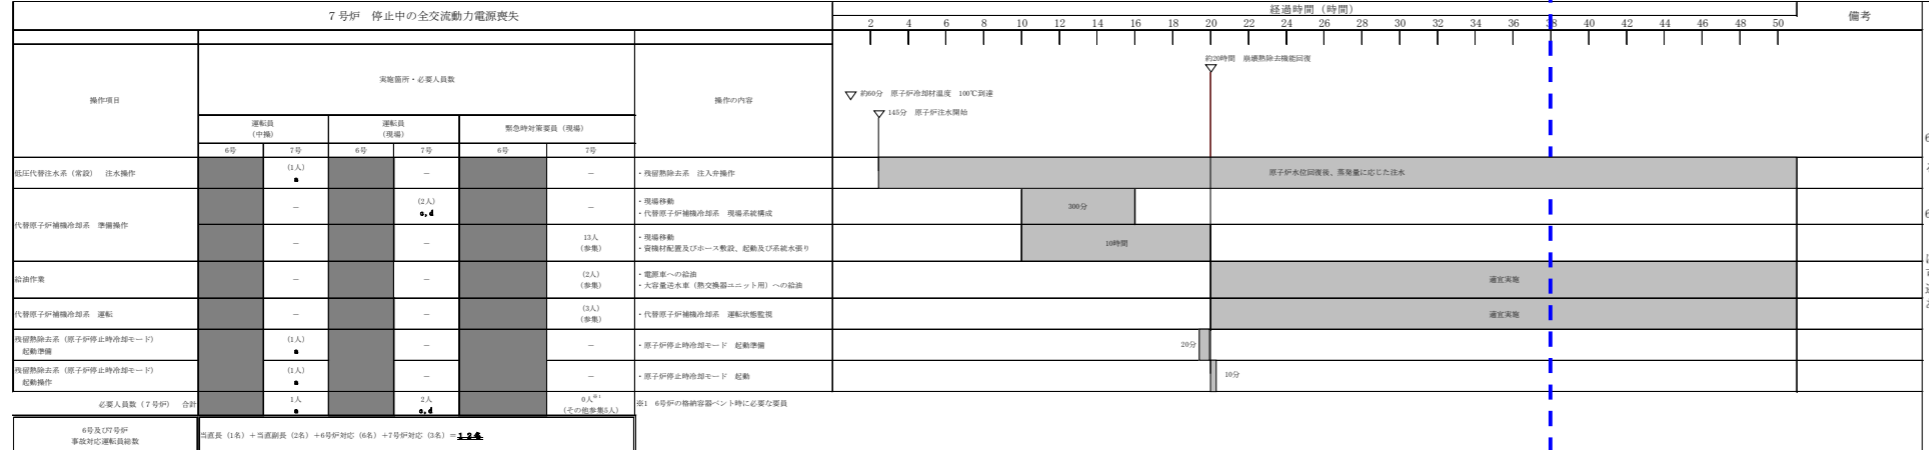 7号炉 停止中の全交流動力電源喪失
経過時間(時間)
備考
2 4 6 8 10 12 14 16 18 20 22 24 26 28 30 32 34 36 38 40 42 44 46 48 50
操作項目
実施箇所・必要人員数
操作の内容
運転員
(中操)
運転員
(現場)
緊急時対策要員(現場)
6号 7号 6号 7号 6号 7号
約20時間 崩壊熱除去機能回復
約60分 原子炉冷却材温度 100℃到達
145分 原子炉注水開始
低圧代替注水系(常設) 注水操作
(1人)
a
-
-
・残留熱除去系 注入弁操作
原子炉水位回復後、蒸発量に応じた注水
代替原子炉補機冷却系 準備操作
-
(2人)
c,d
-
・現場移動
・代替原子炉補機冷却系 現場系統構成
300分
-
-
13人
(参集)
・現場移動
・資機材配置及びホース敷設、起動及び系統水張り
10時間
給油作業
-
-
(2人)
(参集)
・電源車への給油
・大容量送水車(熱交換器ユニット用)への給油
適宜実施
代替原子炉補機冷却系 運転
-
-
(3人)
(参集)
・代替原子炉補機冷却系 運転状態監視
適宜実施
残留熱除去系(原子炉停止時冷却モード)
起動準備
(1人)
a
-
-
・原子炉停止時冷却モード 起動準備
20分
残留熱除去系(原子炉停止時冷却モード)
起動操作
(1人)
a
-
-
・原子炉停止時冷却モード 起動
10分
必要人員数(7号炉) 合計
1人
a
2人
c,d
0人※1
(その他参集5人)
※1 6号炉の格納容器ベント時に必要な要員
6号及び7号炉
事故対応運転員総数
当直長(1名)+当直副長(2名)+6号炉対応(6名)+7号炉対応(3名)=12名